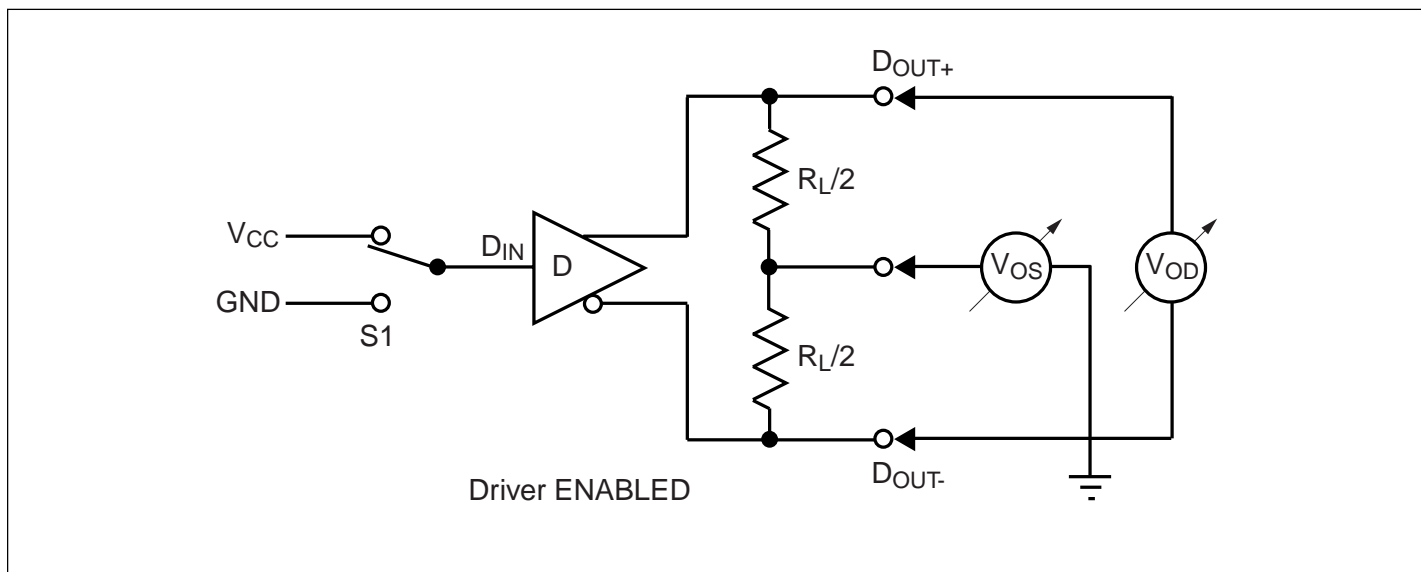 DOUT+
RL/2
VCC
DIN
D
VOS
VOD
GND
S1
RL/2
DOUT-
Driver ENABLED